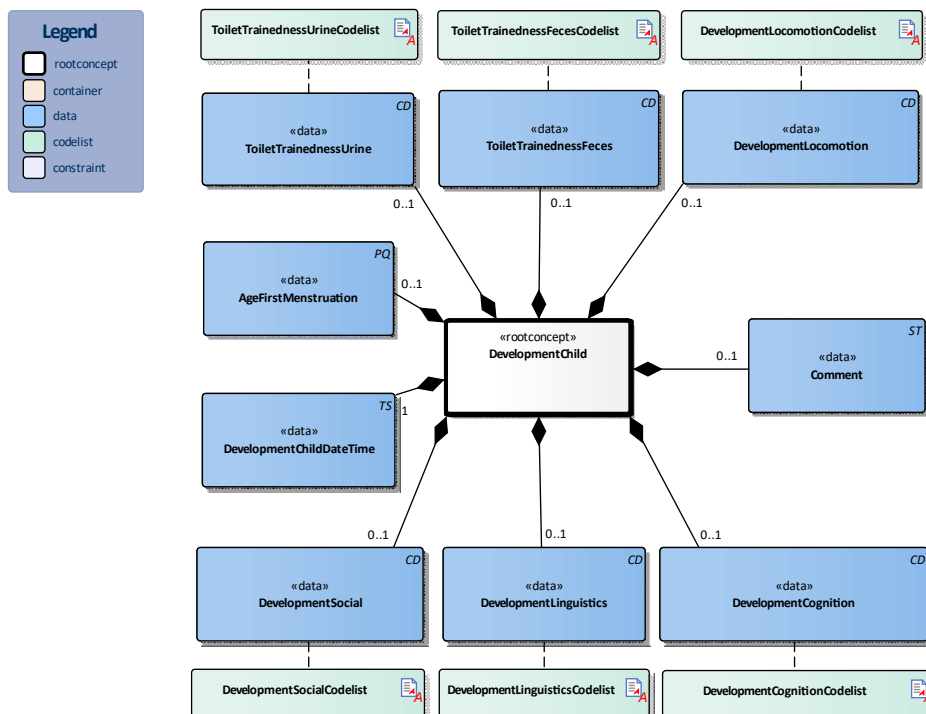 Legend
rootconcept
container
data
codelist
constraint
ToiletTrainednessUrineCodelist
A
ToiletTrainednessFecesCodelist
A
DevelopmentLocomotionCodelist
A
CD
«data»
ToiletTrainednessUrine
CD
«data»
ToiletTrainednessFeces
CD
«data»
DevelopmentLocomotion
0..1
0..1
0..1
PQ
«data»
AgeFirstMenstruation
0..1
«rootconcept»
DevelopmentChild
ST
«data»
Comment
0..1
TS
«data»
DevelopmentChildDateTime
1
0..1
0..1
0..1
CD
«data»
DevelopmentSocial
CD
«data»
DevelopmentLinguistics
CD
«data»
DevelopmentCognition
DevelopmentSocialCodelist
A
DevelopmentLinguisticsCodelist
A
DevelopmentCognitionCodelist
A